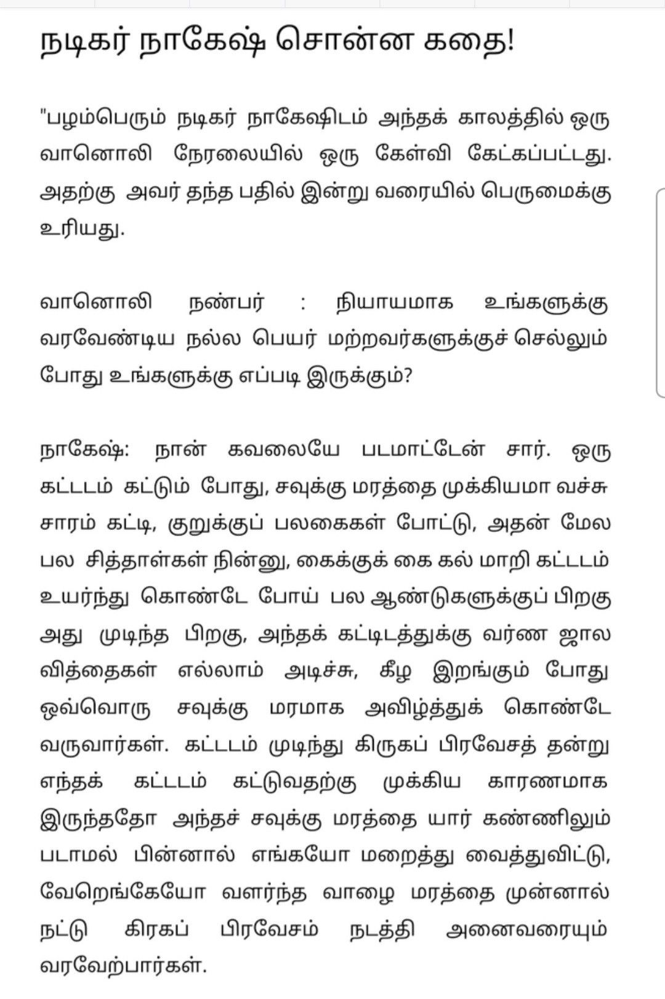 நடிகர் நாகேஷ் சொன்ன கதை!
"பழம்பெரும் நடிகர் நாகேஷிடம் அந்தக் காலத்தில் ஒரு
வானொலி நேரலையில் ஒரு கேள்வி கேட்கப்பட்டது.
அதற்கு அவர் தந்த பதில் இன்று வரையில் பெருமைக்கு
உரியது.
வானொலி நண்பர் : நியாயமாக உங்களுக்கு
வரவேண்டிய நல்ல பெயர் மற்றவர்களுக்குச் செல்லும்
போது உங்களுக்கு எப்படி இருக்கும்?
நாகேஷ்: நான் கவலையே படமாட்டேன் சார். ஒரு
கட்டடம் கட்டும் போது, சவுக்கு மரத்தை முக்கியமா வச்சு
சாரம் கட்டி, குறுக்குப் பலகைகள் போட்டு, அதன் மேல
பல சித்தாள்கள் நின்னு, கைக்குக் கை கல் மாறி கட்டடம்
உயர்ந்து கொண்டே போய் பல ஆண்டுகளுக்குப் பிறகு
அது முடிந்த பிறகு, அந்தக் கட்டிடத்துக்கு வர்ண ஜால
வித்தைகள் எல்லாம் அடிச்சு, கீழ இறங்கும் போது
ஒவ்வொரு சவுக்கு மரமாக அவிழ்த்துக் கொண்டே
வருவார்கள். கட்டடம் முடிந்து கிருகப் பிரவேசத் தன்று
எந்தக் கட்டடம் கட்டுவதற்கு முக்கிய காரணமாக
இருந்ததோ அந்தச் சவுக்கு மரத்தை யார் கண்ணிலும்
படாமல் பின்னால் எங்கயோ மறைத்து வைத்துவிட்டு,
வேறெங்கேயோ வளர்ந்த வாழை மரத்தை முன்னால்
நட்டு கிரகப் பிரவேசம் நடத்தி அனைவரையும்
வரவேற்பார்கள்.